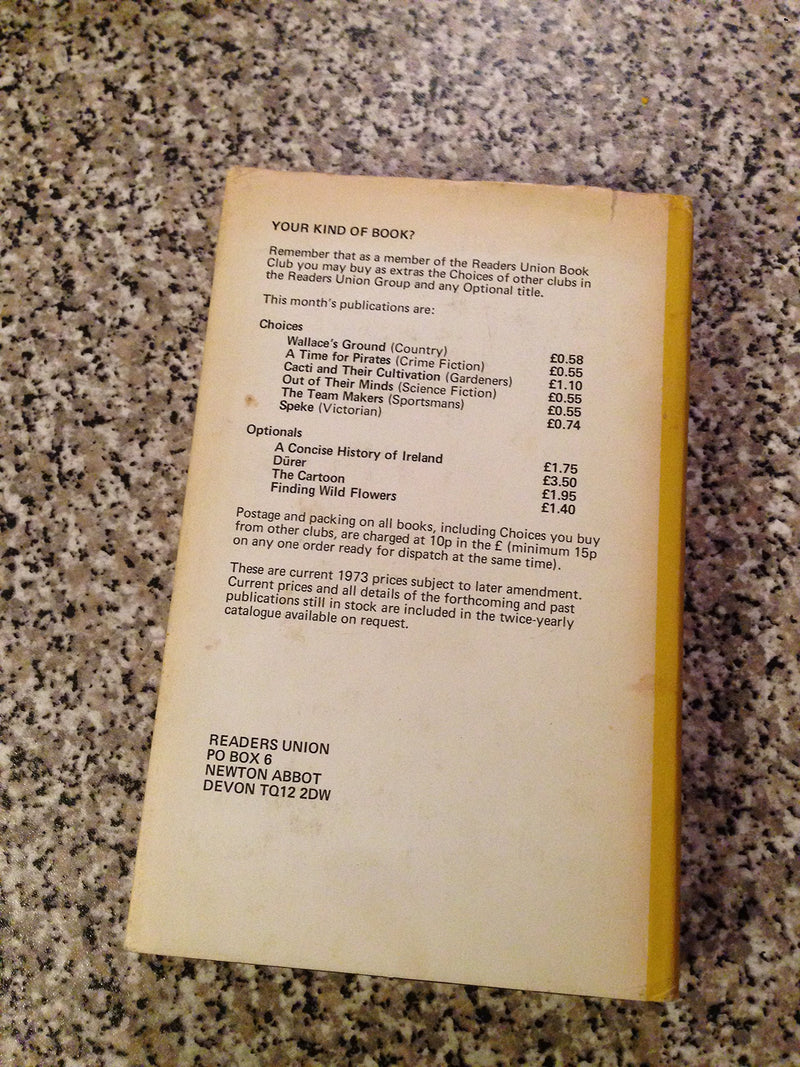 YOUR KIND OF BOOK?
Remember that as a member of the Readers Union Book
Club you may buy as extras the Choices of other clubs in
the Readers Union Group and any Optional title.
This month's publications are:
Choices
Wallace's Ground (Country) £0.58
A Time for Pirates (Crime Fiction) £0.55
Cacti and Their Cultivation (Gardeners) £1.10
Out of Their Minds (Science Fiction) £0.55
The Team Makers (Sportsmans) £0.55
Speke (Victorian) £0.74
Optionals
A Concise History of Ireland £1.75
Dürer £3.50
The Cartoon £1.95
Finding Wild Flowers £1.40
Postage and packing on all books, including Choices you buy
from other clubs, are charged at 10p in the £ (minimum 15p
on any one order ready for dispatch at the same time).
These are current 1973 prices subject to later amendment.
Current prices and all details of the forthcoming and past
publications still in stock are included in the twice-yearly
catalogue available on request.
READERS UNION
PO BOX 6
NEWTON ABBOT
DEVON TQ12 2DW